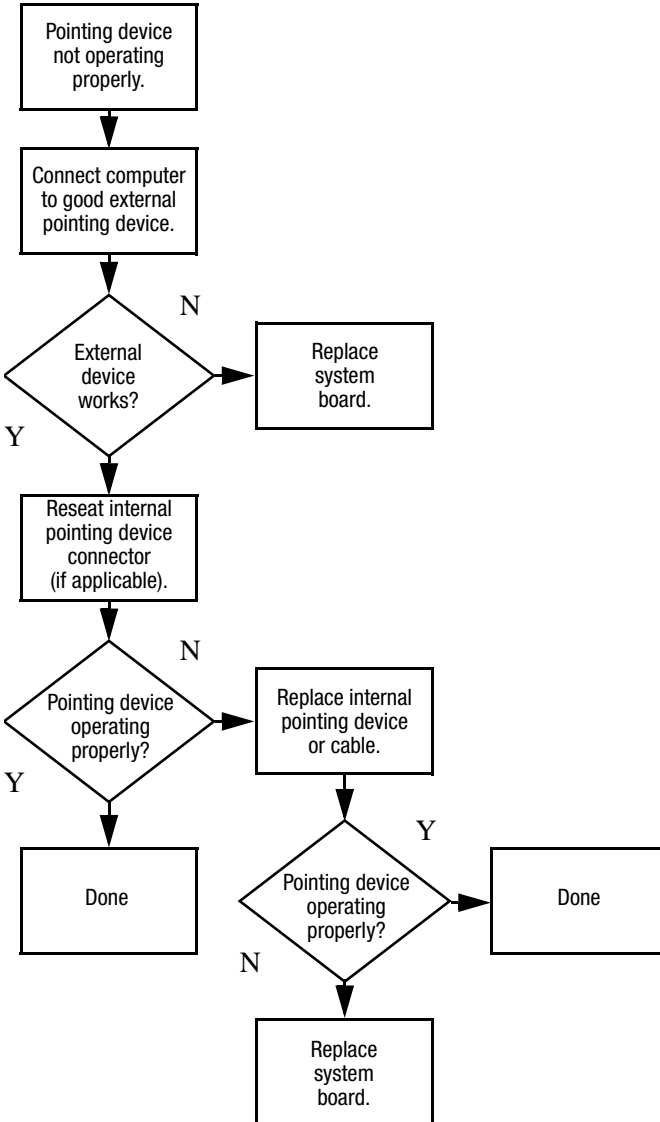 Pointing device
not operating
properly.
Connect computer
to good external
pointing device.
N
External
device
works?
Replace
system
board.
Y
Reseat internal
pointing device
connector
(if applicable).
N
Pointing device
operating
properly?
Replace internal
pointing device
or cable.
Y
Y
Done
Pointing device
operating
properly?
Done
N
Replace
system
board.